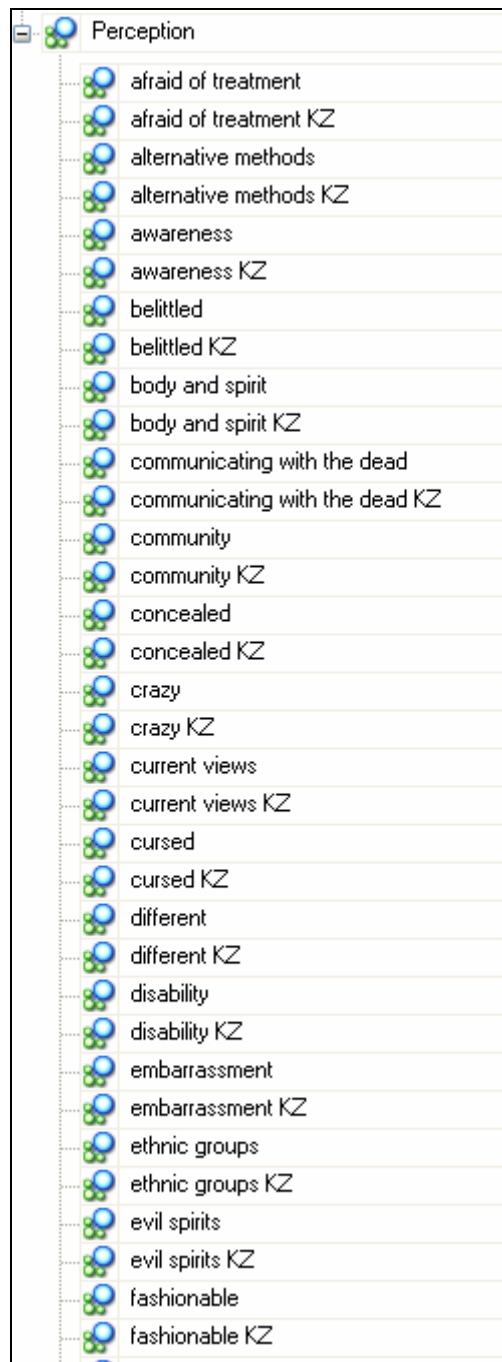 Perception
afraid of treatment
afraid of treatment KZ
alternative methods
alternative methods KZ
awareness
awareness KZ
belittled
belittled KZ
body and spirit
body and spirit KZ
communicating with the dead
communicating with the dead KZ
community
community KZ
concealed
concealed KZ
crazy
crazy KZ
current views
current views KZ
cursed
cursed KZ
different
different KZ
disability
disability KZ
embarrassment
embarrassment KZ
ethnic groups
ethnic groups KZ
evil spirits
evil spirits KZ
fashionable
fashionable KZ